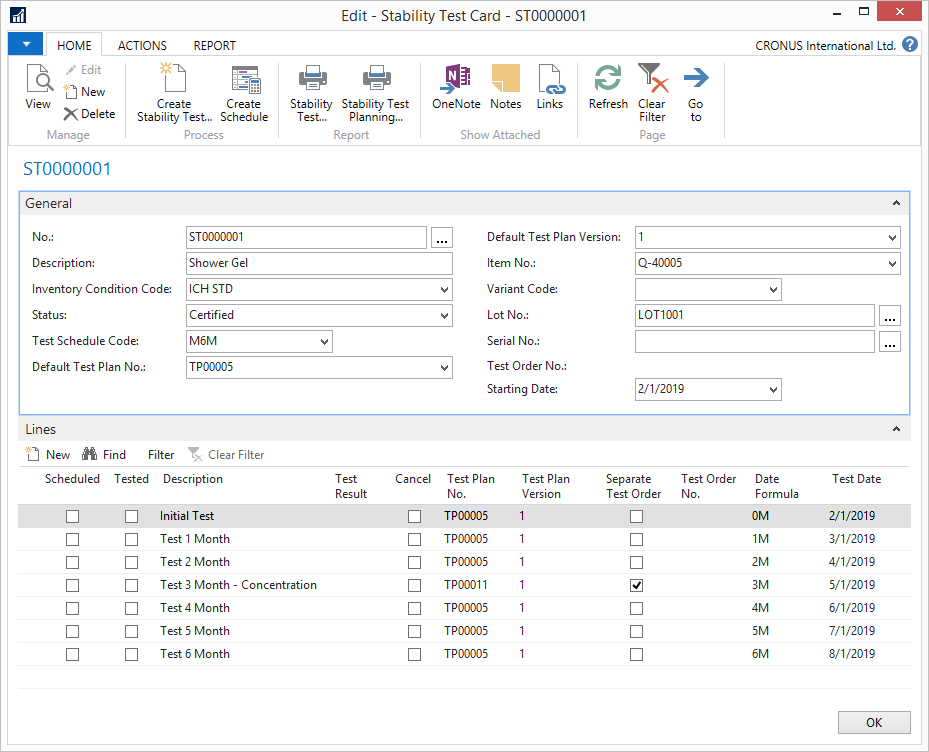 Edit - Stability Test Card - ST0000001
HOME ACTIONS REPORT CRONUS International Ltd. ?
View Edit New Delete
Create Stability Test... Create Schedule
Stability Test... Stability Test Planning...
OneNote Notes Links
Refresh Clear Filter Go to
Manage Process Report Show Attached Page
ST0000001
General
No.: ST0000001 ... Default Test Plan Version: 1
Description: Shower Gel Item No.: Q-40005
Inventory Condition Code: ICH STD Variant Code:
Status: Certified Lot No.: LOT1001 ...
Test Schedule Code: M6M Serial No.: ...
Default Test Plan No.: TP00005 Test Order No.:
Starting Date: 2/1/2019
Lines
New Find Filter Clear Filter
Scheduled Tested Description Test Result Cancel Test Plan No. Test Plan Version Separate Test Order Test Order No. Date Formula Test Date
Initial Test TP00005 1 0M 2/1/2019
Test 1 Month TP00005 1 1M 3/1/2019
Test 2 Month TP00005 1 2M 4/1/2019
Test 3 Month - Concentration TP00011 1 3M 5/1/2019
Test 4 Month TP00005 1 4M 6/1/2019
Test 5 Month TP00005 1 5M 7/1/2019
Test 6 Month TP00005 1 6M 8/1/2019
OK